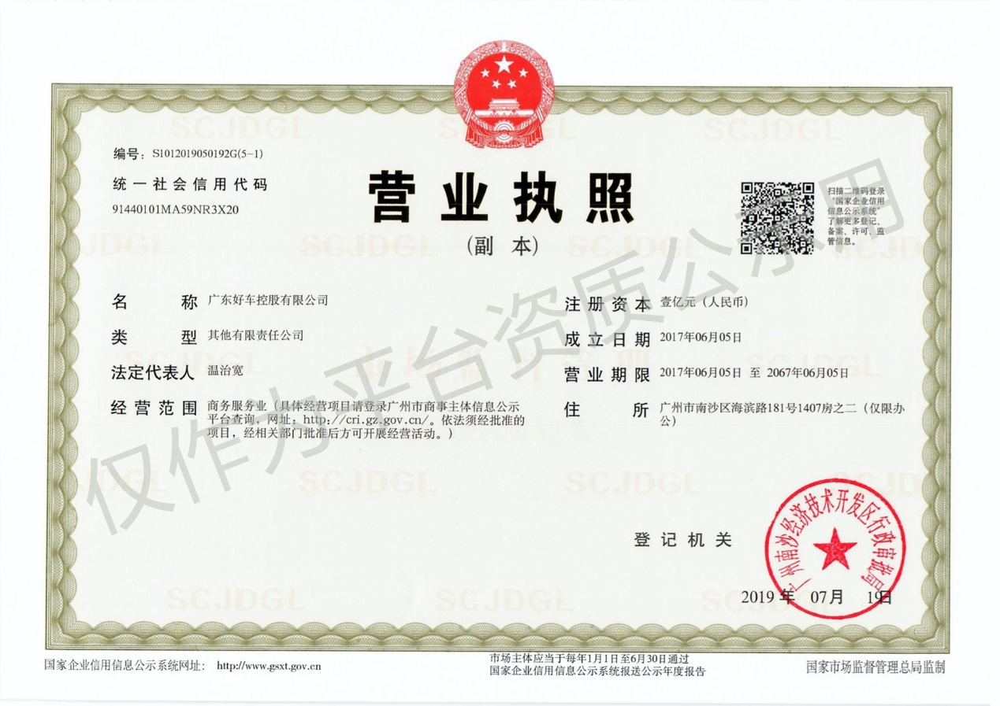 编号：S1012019050192G(5-1)
统一社会信用代码
91440101MA59NR3X20
营业执照
(副 本)
扫描二维码登录
‘国家企业信用
信息公示系统’
了解更多登记、
备案、许可、监
管信息。
名 称 广东好车控股有限公司
类 型 其他有限责任公司
法定代表人 温治宽
经营范围 商务服务业（具体经营项目请登录广州市商事主体信息公示
平台查询，网址：http://cri.gz.gov.cn/。依法须经批准的
项目，经相关部门批准后方可开展经营活动。）
注册资本 壹亿元（人民币）
成立日期 2017年06月05日
营业期限 2017年06月05日 至 2067年06月05日
住 所 广州市南沙区海滨路181号1407房之二（仅限办
公）
仅作为平台资质公示用
登记机关
广州南沙经济技术开发区行政审批局
2019 年 07月 19日
国家企业信用信息公示系统网址： http://www.gsxt.gov.cn
市场主体应当于每年1月1日至6月30日通过
国家企业信用信息公示系统报送公示年度报告
国家市场监督管理总局监制
SCJDGL
SCJDGL
SCJDGL
SCJDGL
SCJDGL
SCJDGL
SCJDGL
SCJDGL
SCJDGL
SCJDGL